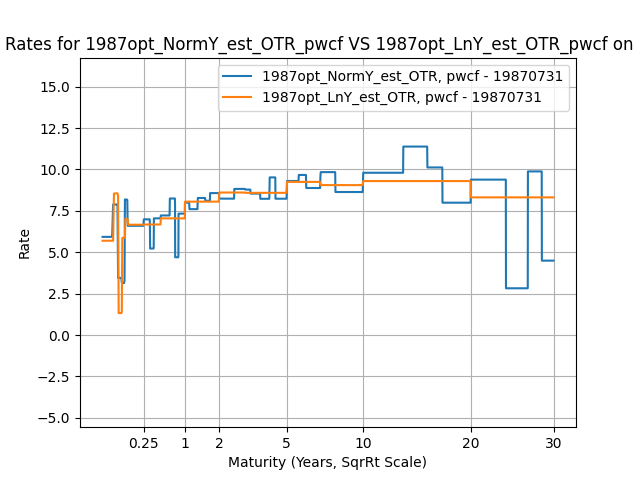 Rates for 1987opt_NormY_est_OTR_pwcf VS 1987opt_LnY_est_OTR_pwcf on
1987opt_NormY_est_OTR, pwcf - 19870731
1987opt_LnY_est_OTR, pwcf - 19870731
Rate
15.0
12.5
10.0
7.5
5.0
2.5
0.0
−2.5
−5.0
0.25 1 2 5 10 20 30
Maturity (Years, SqrRt Scale)